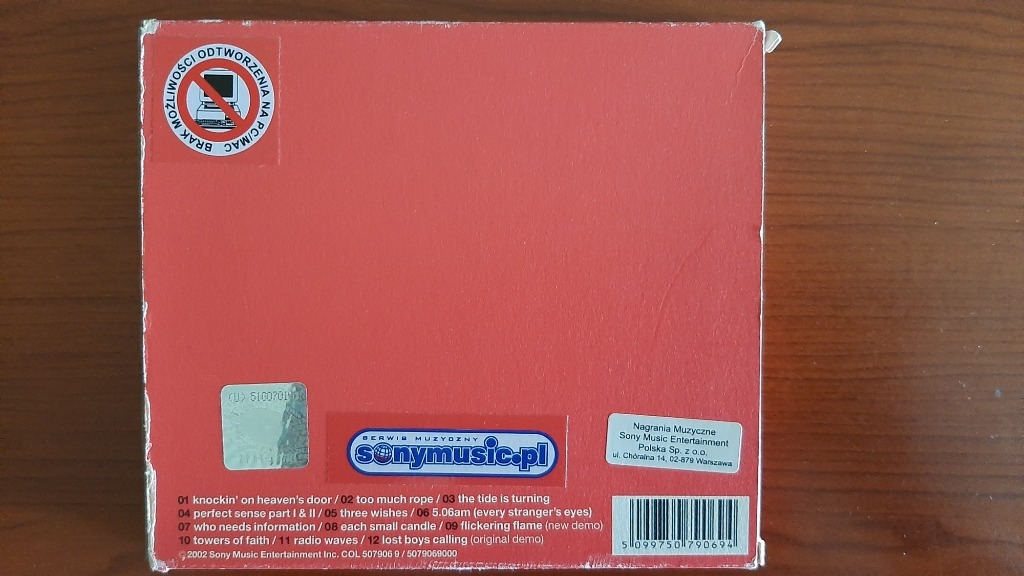 BRAK MOŻLIWOŚCI ODTWORZENIA NA PC/MAC
SERWIS MUZYCZNY
sonymusic.pl
Nagrania Muzyczne
Sony Music Entertainment
Polska Sp. z o.o.
ul. Chóralna 14, 02-879 Warszawa
01 knockin' on heaven's door / 02 too much rope / 03 the tide is turning
04 perfect sense part I & II / 05 three wishes / 06 5.06am (every stranger's eyes)
07 who needs information / 08 each small candle / 09 flickering flame (new demo)
10 towers of faith / 11 radio waves / 12 lost boys calling (original demo)
©2002 Sony Music Entertainment Inc. COL 507906 9 / 5079069000
5 099750 790694